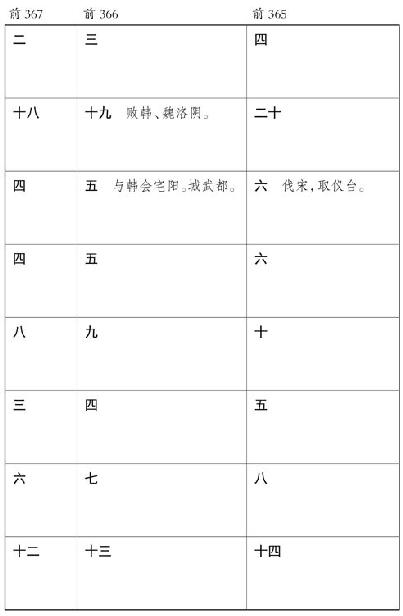 前 367 前 366 前 365
二 三 四
十八 十九 败韩、魏洛阴。 二十
四 五 与韩会宅阳。城武都。 六 伐宋，取仪台。
四 五 六
八 九 十
三 四 五
六 七 八
十二 十三 十四